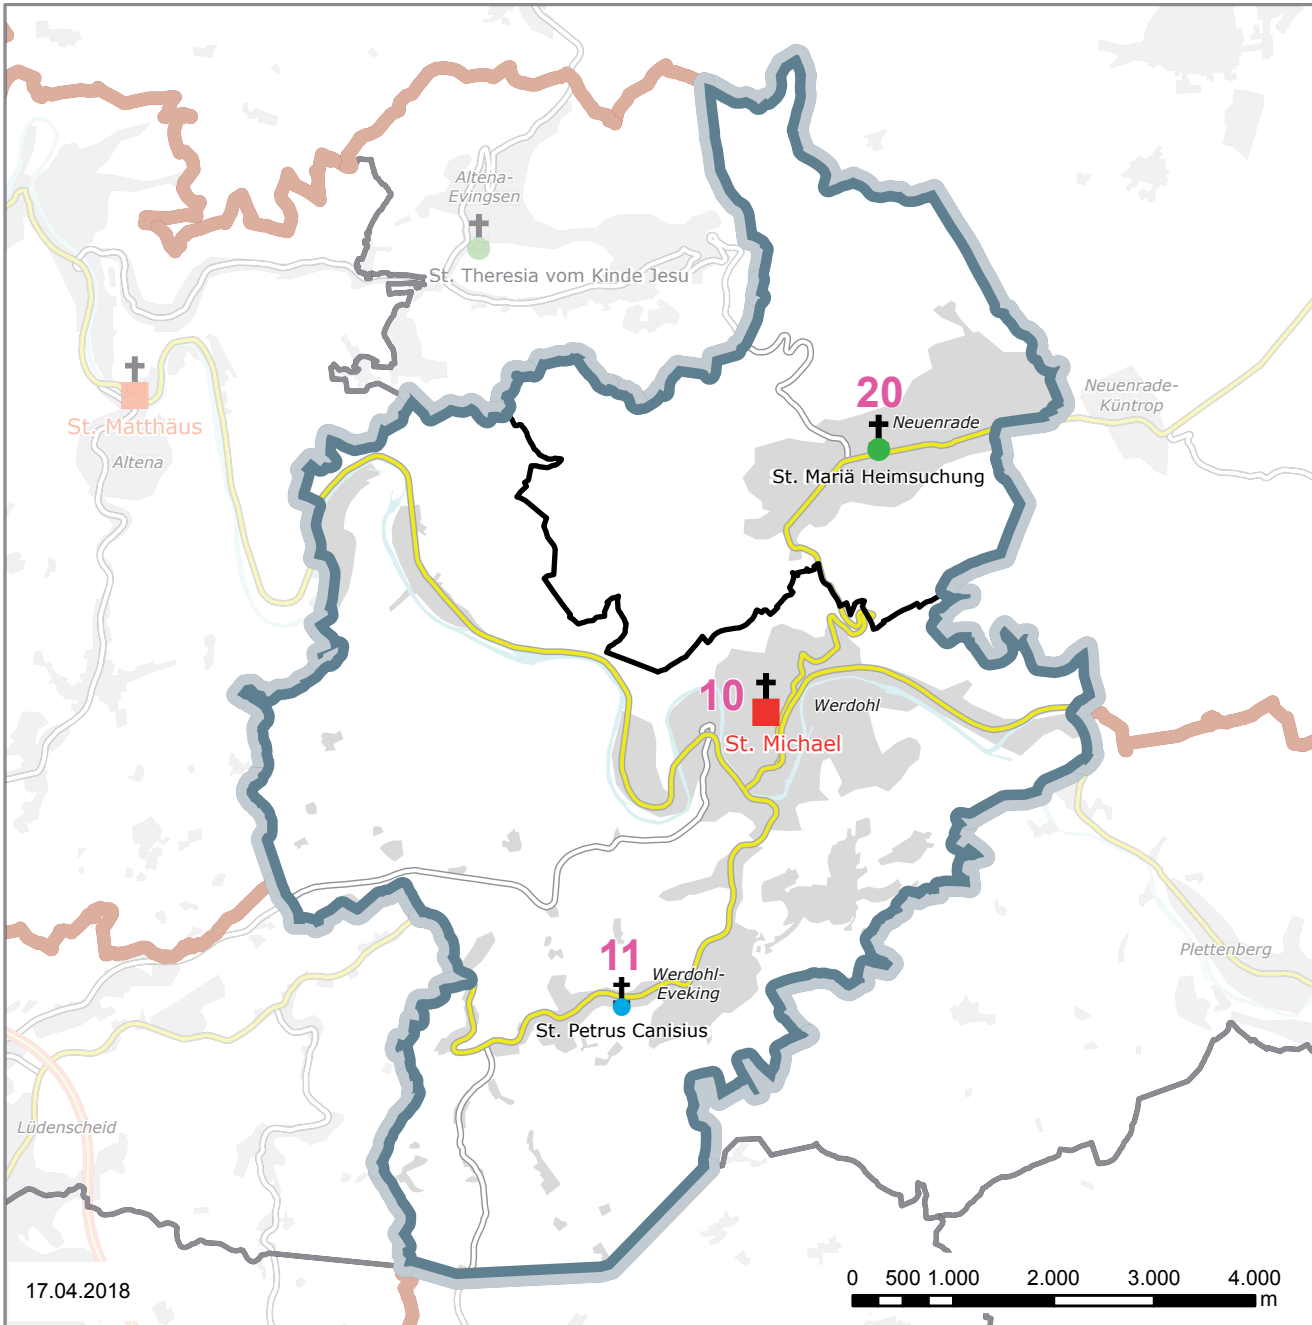 Altena-
Evingsen
St. Theresia vom Kinde Jesu
St. Matthäus
Altena
20
Neuenrade
St. Mariä Heimsuchung
Neuenrade-
Küntrop
10
Werdohl
St. Michael
11
Werdohl-
Eveking
St. Petrus Canisius
Plettenberg
Lüdenscheid
17.04.2018
0 500 1.000 2.000 3.000 4.000
m